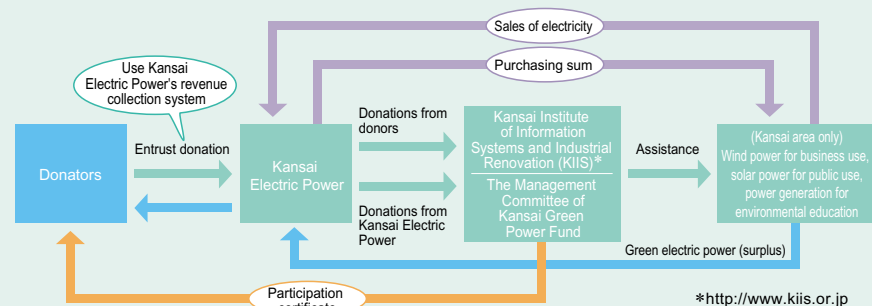 Sales of electricity
Purchasing sum
Use Kansai
Electric Power's revenue
collection system
Donators
Entrust donation
Kansai
Electric Power
Donations from
donors
Donations from
Kansai Electric
Power
Kansai Institute
of Information
Systems and Industrial
Renovation (KIIS)*
The Management
Committee of
Kansai Green
Power Fund
Assistance
(Kansai area only)
Wind power for business use,
solar power for public use,
power generation for
environmental education
Green electric power (surplus)
Participation
certificate
*http://www.kiis.or.jp